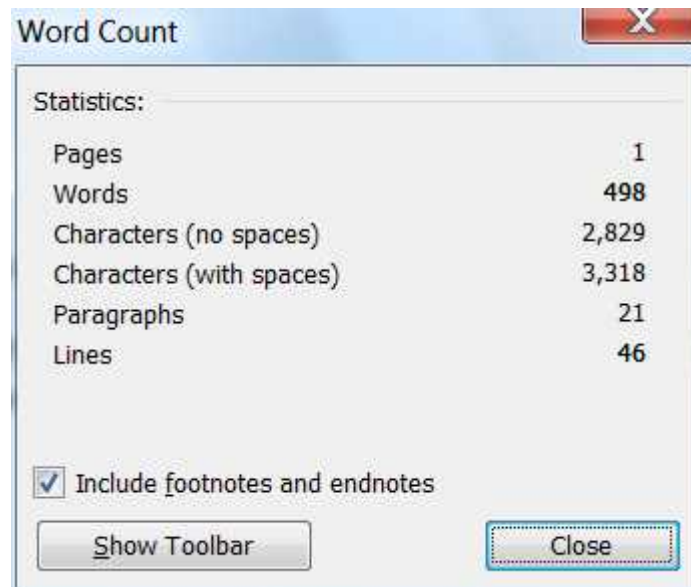 Word Count
Statistics:
Pages 1
Words 498
Characters (no spaces) 2,829
Characters (with spaces) 3,318
Paragraphs 21
Lines 46
Include footnotes and endnotes
Show Toolbar Close